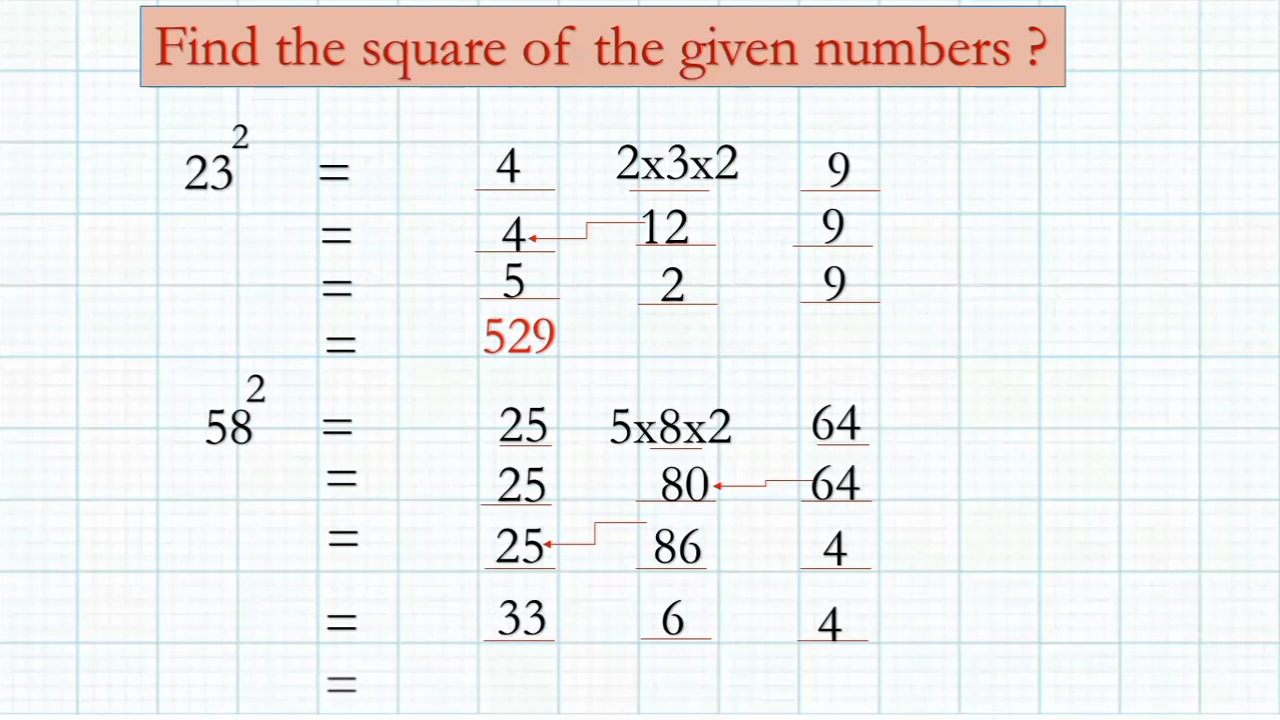 Find the square of the given numbers ?
23² = 4 2x3x2 9
= 4 12 9
= 5 2 9
= 529
58² = 25 5x8x2 64
= 25 80 64
= 25 86 4
= 33 6 4
=